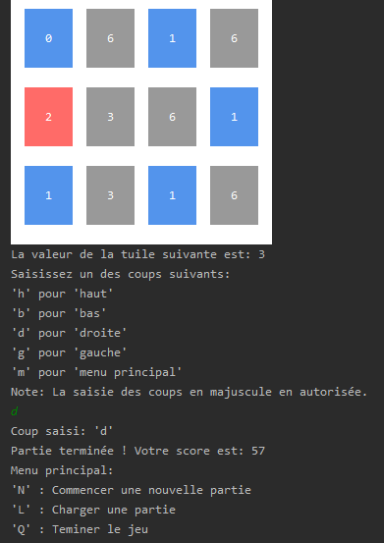 0 6 1 6
2 3 6 1
1 3 1 6
La valeur de la tuile suivante est: 3
Saisissez un des coups suivants:
'h' pour 'haut'
'b' pour 'bas'
'd' pour 'droite'
'g' pour 'gauche'
'm' pour 'menu principal'
Note: La saisie des coups en majuscule en autorisée.
d
Coup saisi: 'd'
Partie terminée ! Votre score est: 57
Menu principal:
'N' : Commencer une nouvelle partie
'L' : Charger une partie
'Q' : Teminer le jeu